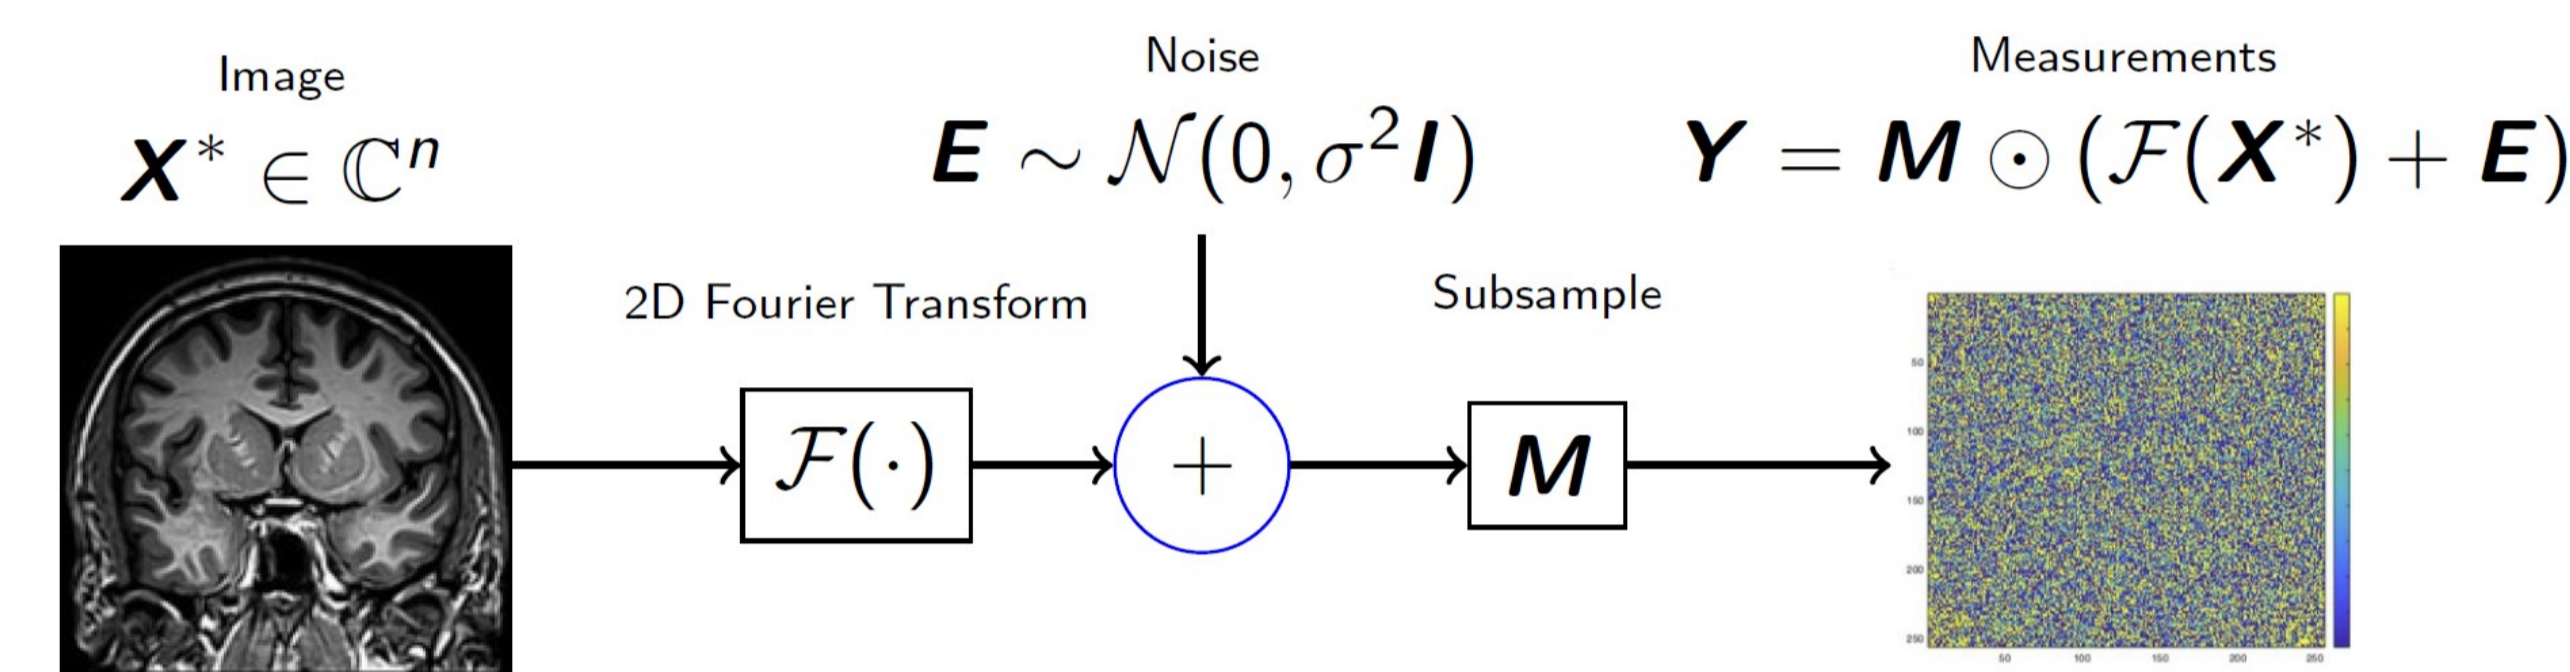 Image
X* ∈ ℂⁿ
Noise
E ∼ 𝒩(0, σ²I)
Measurements
Y = M ⊙ (ℱ(X*) + E)
2D Fourier Transform
Subsample
ℱ(·)
+
M
50
100
150
200
250
50
100
150
200
250